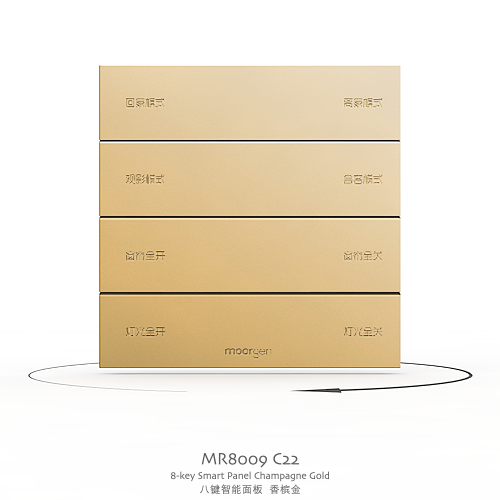 回家模式 离家模式
观影模式 会客模式
窗帘全开 窗帘全关
灯光全开 灯光全关
moorgen
MR8009 C22
8-key Smart Panel Champagne Gold
八键智能面板 香槟金